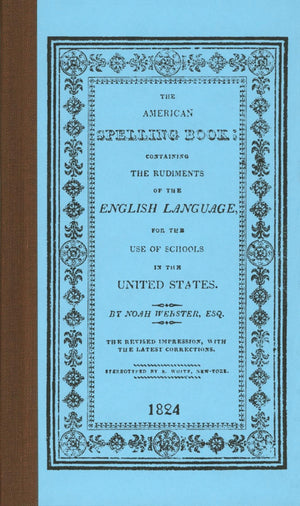 THE
AMERICAN
SPELLING BOOK:
CONTAINING
THE RUDIMENTS
OF THE
ENGLISH LANGUAGE,
FOR THE
USE OF SCHOOLS
IN THE
UNITED STATES.
BY NOAH WEBSTER, ESQ.
THE REVISED IMPRESSION, WITH
THE LATEST CORRECTIONS.
STEREOTYPED BY E. WHITE, NEW-YORK.
1824